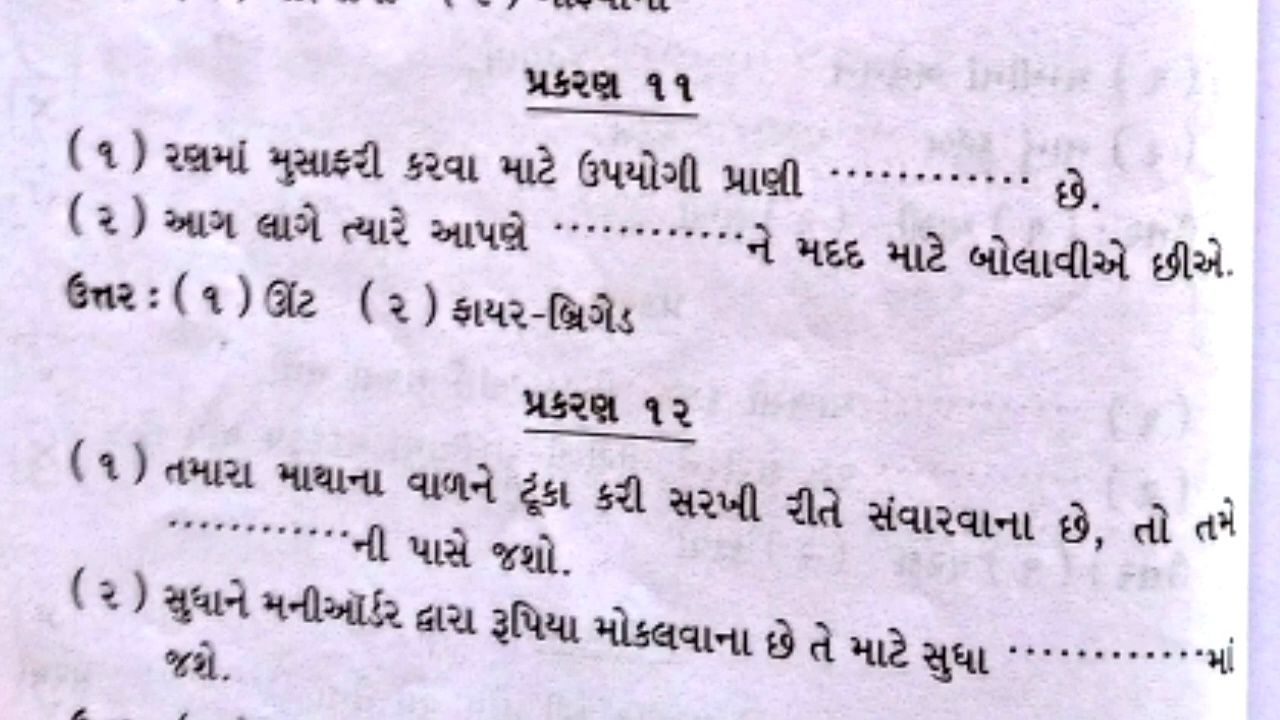 પ્રકરણ ૧૧
(૧) રણમાં મુસાફરી કરવા માટે ઉપયોગી પ્રાણી ............ છે.
(૨) આગ લાગે ત્યારે આપણે ............ને મદદ માટે બોલાવીએ છીએ.
ઉત્તર : (૧) ઊંટ (૨) ફાયર-બ્રિગેડ
પ્રકરણ ૧૨
(૧) તમારા માથાના વાળને ટૂંકા કરી સરખી રીતે સંવારવાના છે, તો તમે
............ની પાસે જશો.
(૨) સુધાને મનીઑર્ડર દ્વારા રૂપિયા મોકલવાના છે તે માટે સુધા ............માં
જશે.